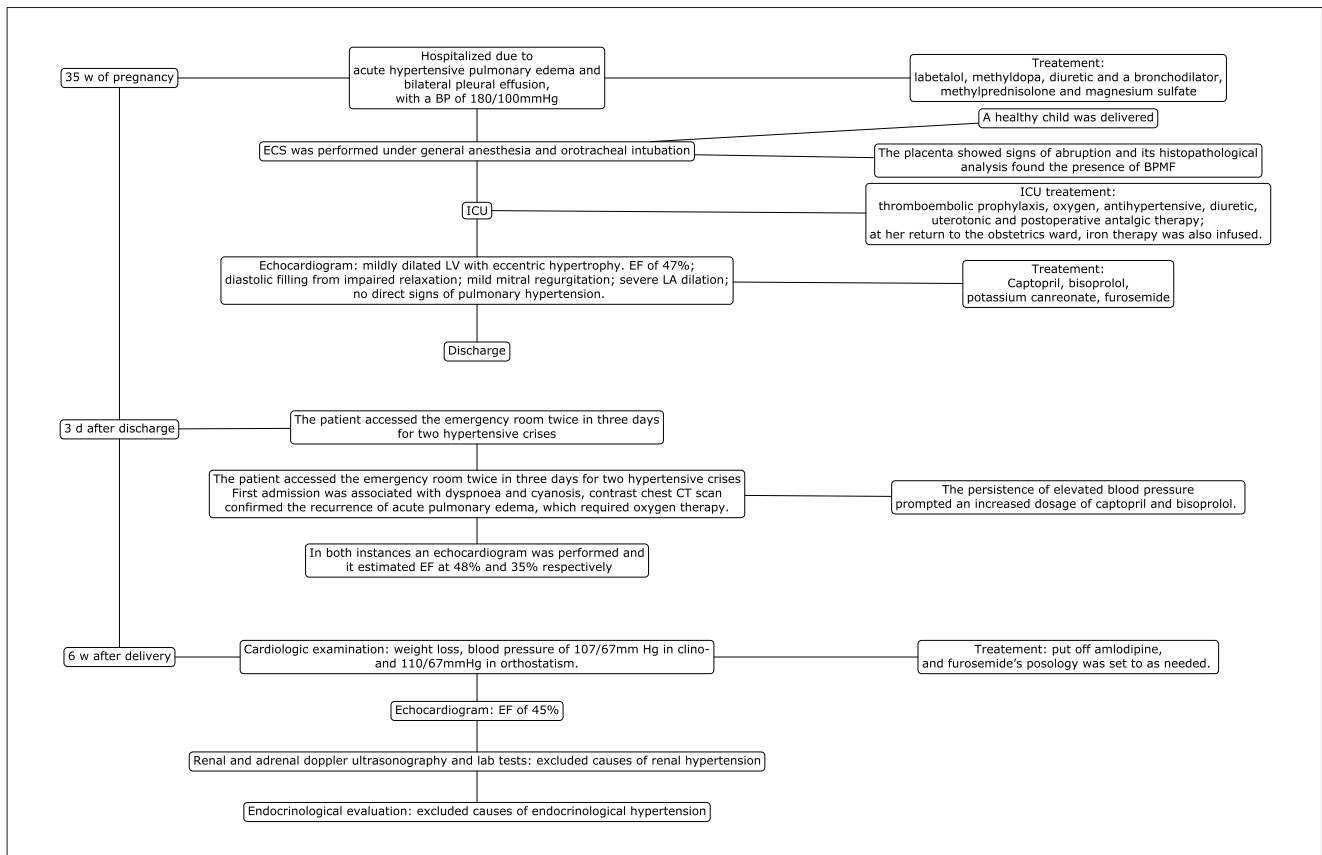 35 w of pregnancy
Hospitalized due to
acute hypertensive pulmonary edema and
bilateral pleural effusion,
with a BP of 180/100mmHg
Treatement:
labetalol, methyldopa, diuretic and a bronchodilator,
methylprednisolone and magnesium sulfate
A healthy child was delivered
ECS was performed under general anesthesia and orotracheal intubation
The placenta showed signs of abruption and its histopathological
analysis found the presence of BPMF
ICU
ICU treatement:
thromboembolic prophylaxis, oxygen, antihypertensive, diuretic,
uterotonic and postoperative antalgic therapy;
at her return to the obstetrics ward, iron therapy was also infused.
Echocardiogram: mildly dilated LV with eccentric hypertrophy. EF of 47%;
diastolic filling from impaired relaxation; mild mitral regurgitation; severe LA dilation;
no direct signs of pulmonary hypertension.
Treatement:
Captopril, bisoprolol,
potassium canreonate, furosemide
Discharge
3 d after discharge
The patient accessed the emergency room twice in three days
for two hypertensive crises
The patient accessed the emergency room twice in three days for two hypertensive crises
First admission was associated with dyspnoea and cyanosis, contrast chest CT scan
confirmed the recurrence of acute pulmonary edema, which required oxygen therapy.
The persistence of elevated blood pressure
prompted an increased dosage of captopril and bisoprolol.
In both instances an echocardiogram was performed and
it estimated EF at 48% and 35% respectively
6 w after delivery
Cardiologic examination: weight loss, blood pressure of 107/67mm Hg in clino-
and 110/67mmHg in orthostatism.
Treatement: put off amlodipine,
and furosemide’s posology was set to as needed.
Echocardiogram: EF of 45%
Renal and adrenal doppler ultrasonography and lab tests: excluded causes of renal hypertension
Endocrinological evaluation: excluded causes of endocrinological hypertension